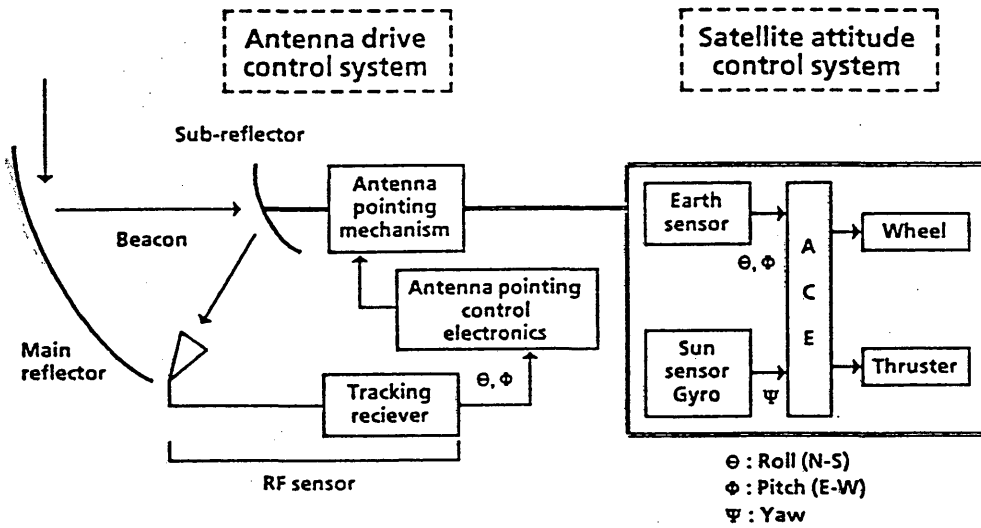 Antenna drive
control system
Satellite attitude
control system
Sub-reflector
Antenna
pointing
mechanism
Beacon
Antenna pointing
control
electronics
Main
reflector
Tracking
reciever
Θ, Φ
RF sensor
Earth
sensor
Θ, Φ
Sun
sensor
Gyro
Ψ
A
C
E
Wheel
Thruster
Θ : Roll (N-S)
Φ : Pitch (E-W)
Ψ : Yaw